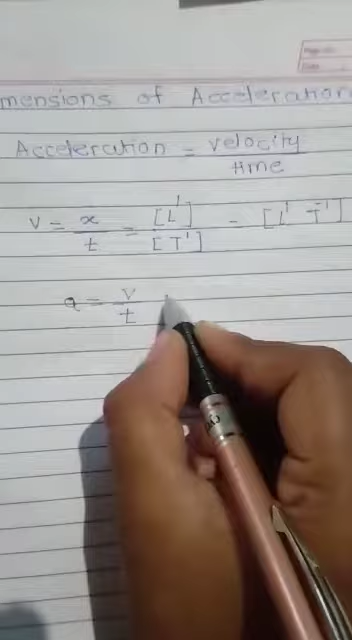 mensions of Acceleration
Acceleration = velocity / time
V = x/t = [L¹]/[T¹] = [L¹ T⁻¹]
a = v/t